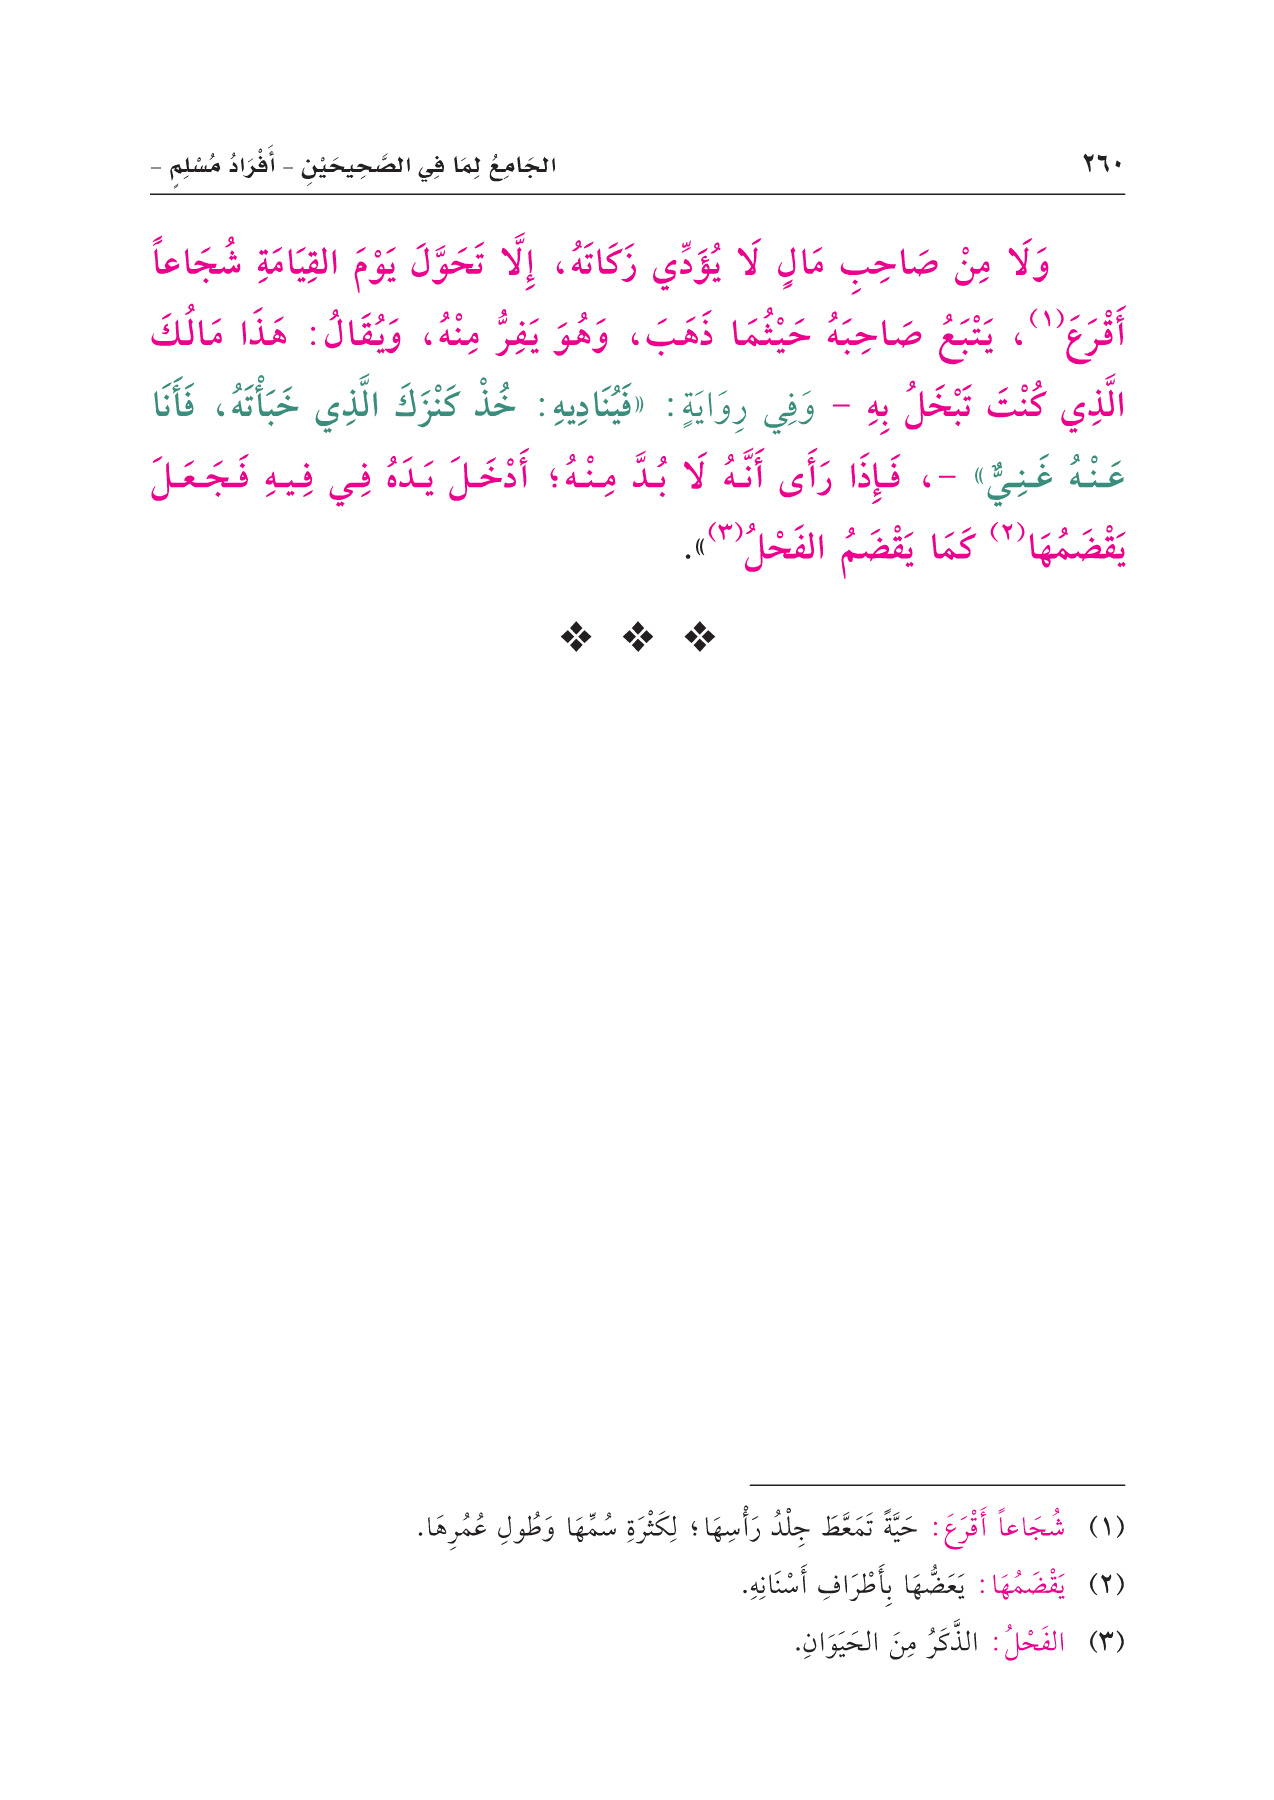 ٢٦٠
الجَامِعُ لِمَا فِي الصَّحِيحَيْنِ – أَفْرَادُ مُسْلِمٍ –
وَلَا مِنْ صَاحِبِ مَالٍ لَا يُؤَدِّي زَكَاتَهُ، إِلَّا تَحَوَّلَ يَوْمَ القِيَامَةِ شُجَاعاً
أَقْرَعَ(١)، يَتْبَعُ صَاحِبَهُ حَيْثُمَا ذَهَبَ، وَهُوَ يَفِرُّ مِنْهُ، وَيُقَالُ: هَذَا مَالُكَ
الَّذِي كُنْتَ تَبْخَلُ بِهِ – وَفِي رِوَايَةٍ: «فَيُنَادِيهِ: خُذْ كَنْزَكَ الَّذِي خَبَأْتَهُ، فَأَنَا
عَنْهُ غَنِيٌّ» –، فَإِذَا رَأَى أَنَّهُ لَا بُدَّ مِنْهُ؛ أَدْخَلَ يَدَهُ فِي فِيهِ فَجَعَلَ
يَقْضَمُهَا(٢) كَمَا يَقْضَمُ الفَحْلُ(٣)».
(١) شُجَاعاً أَقْرَعَ: حَيَّةً تَمَعَّطَ جِلْدُ رَأْسِهَا؛ لِكَثْرَةِ سُمِّهَا وَطُولِ عُمُرِهَا.
(٢) يَقْضَمُهَا: يَعَضُّهَا بِأَطْرَافِ أَسْنَانِهِ.
(٣) الفَحْلُ: الذَّكَرُ مِنَ الحَيَوَانِ.